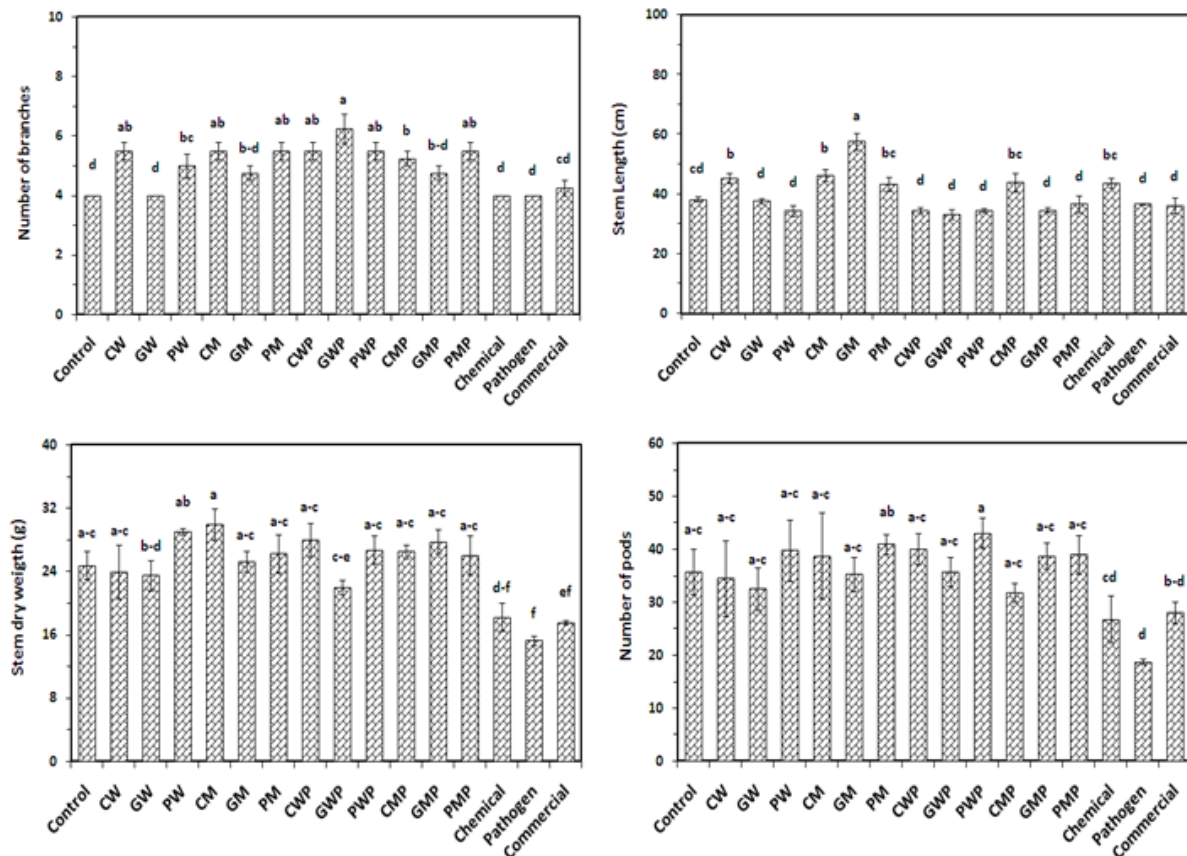 Number of branches
10
8
6
4
2
0
d
ab
d
bc
ab
b-d
ab
ab
a
ab
b
b-d
ab
d
d
cd
Control
CW
GW
PW
CM
GM
PM
CWP
GWP
PWP
CMP
GMP
PMP
Chemical
Pathogen
Commercial
Stem Length (cm)
100
80
60
40
20
0
cd
b
d
d
b
a
bc
d
d
d
bc
d
d
bc
d
d
Control
CW
GW
PW
CM
GM
PM
CWP
GWP
PWP
CMP
GMP
PMP
Chemical
Pathogen
Commercial
Stem dry weigth (g)
40
32
24
16
8
0
a-c
a-c
b-d
ab
a
a-c
a-c
a-c
c-e
a-c
a-c
a-c
a-c
d-f
f
ef
Control
CW
GW
PW
CM
GM
PM
CWP
GWP
PWP
CMP
GMP
PMP
Chemical
Pathogen
Commercial
Number of pods
60
50
40
30
20
10
0
a-c
a-c
a-c
a-c
a-c
a-c
ab
a-c
a-c
a
a-c
a-c
a-c
cd
d
b-d
Control
CW
GW
PW
CM
GM
PM
CWP
GWP
PWP
CMP
GMP
PMP
Chemical
Pathogen
Commercial